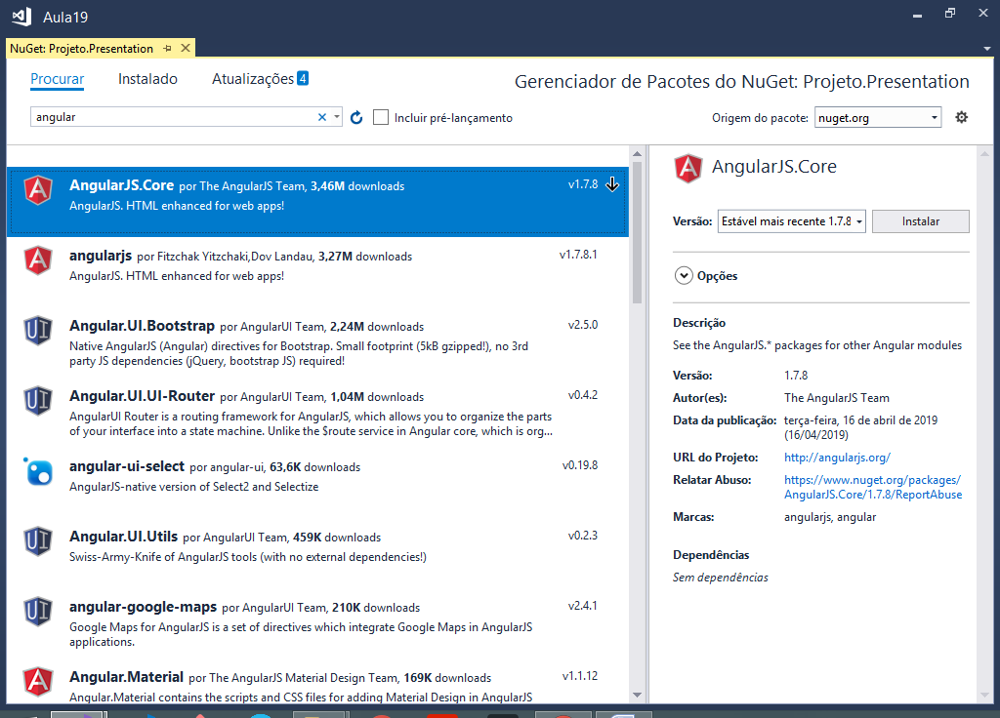 Aula19
NuGet: Projeto.Presentation
Procurar Instalado Atualizações 4
Gerenciador de Pacotes do NuGet: Projeto.Presentation
angular
Incluir pré-lançamento
Origem do pacote: nuget.org
AngularJS.Core por The AngularJS Team, 3,46M downloads v1.7.8
AngularJS. HTML enhanced for web apps!
angularjs por Fitzchak Yitzchaki,Dov Landau, 3,27M downloads v1.7.8.1
AngularJS. HTML enhanced for web apps!
Angular.UI.Bootstrap por AngularUI Team, 2,24M downloads v2.5.0
Native AngularJS (Angular) directives for Bootstrap. Small footprint (5kB gzipped!), no 3rd
party JS dependencies (jQuery, bootstrap JS) required!
Angular.UI.UI-Router por AngularUI Team, 1,04M downloads v0.4.2
AngularUI Router is a routing framework for AngularJS, which allows you to organize the parts
of your interface into a state machine. Unlike the $route service in Angular core, which is org...
angular-ui-select por angular-ui, 63,6K downloads v0.19.8
AngularJS-native version of Select2 and Selectize
Angular.UI.Utils por AngularUI Team, 459K downloads v0.2.3
Swiss-Army-Knife of AngularJS tools (with no external dependencies!)
angular-google-maps por AngularUI Team, 210K downloads v2.4.1
Google Maps for AngularJS is a set of directives which integrate Google Maps in AngularJS
applications.
Angular.Material por The AngularJS Material Design Team, 169K downloads v1.1.12
Angular.Material contains the scripts and CSS files for adding Material Design in AngularJS
AngularJS.Core
Versão: Estável mais recente 1.7.8 Instalar
Opções
Descrição
See the AngularJS.* packages for other Angular modules
Versão: 1.7.8
Autor(es): The AngularJS Team
Data da publicação: terça-feira, 16 de abril de 2019
(16/04/2019)
URL do Projeto: http://angularjs.org/
Relatar Abuso: https://www.nuget.org/packages/
AngularJS.Core/1.7.8/ReportAbuse
Marcas: angularjs, angular
Dependências
Sem dependências